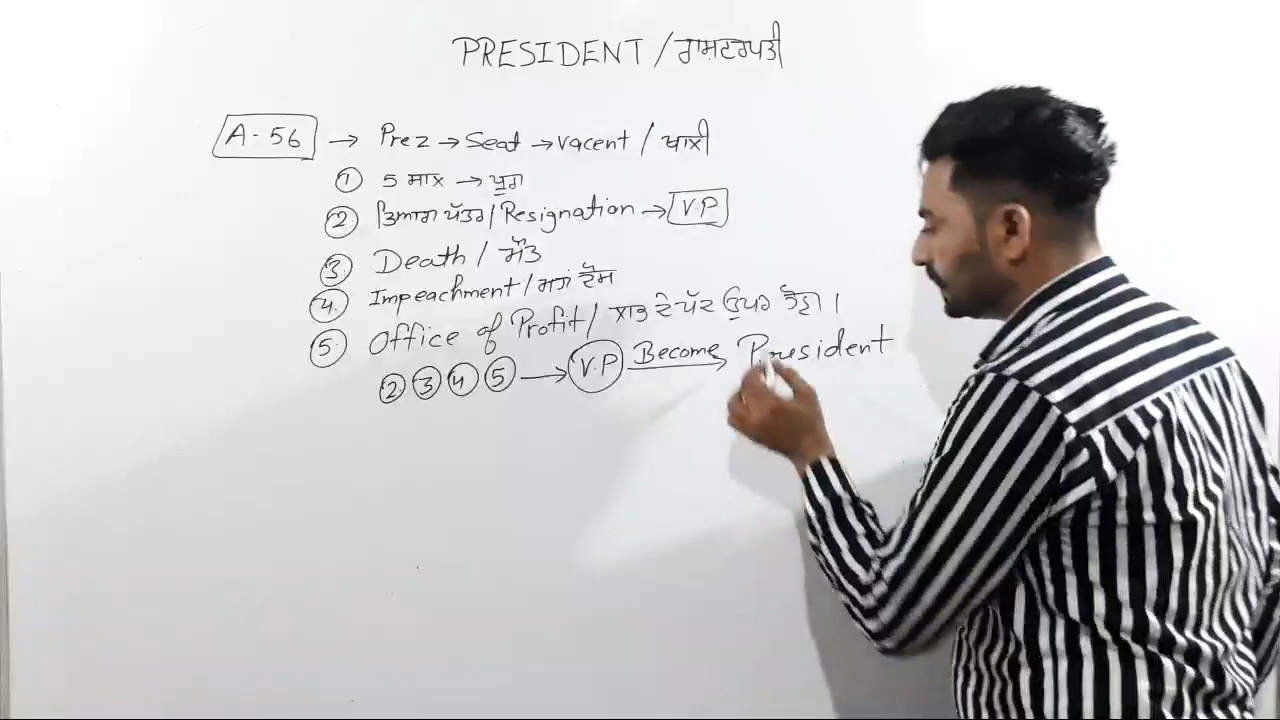 PRESIDENT / ਰਾਸ਼ਟਰਪਤੀ
A-56 → Prez → Seat → vacent / ਖਾਲੀ
① 5 ਸਾਲ → ਪੂਰਾ
② ਤਿਆਗ ਪੱਤਰ / Resignation → V.P
③ Death / ਮੌਤ
④ Impeachment / ਮਹਾਂ ਦੋਸ਼
⑤ Office of Profit / ਲਾਭ ਦੇ ਪੱਦ ਉਪਰ ਹੋਣਾ ।
② ③ ④ ⑤ → V.P Become → President